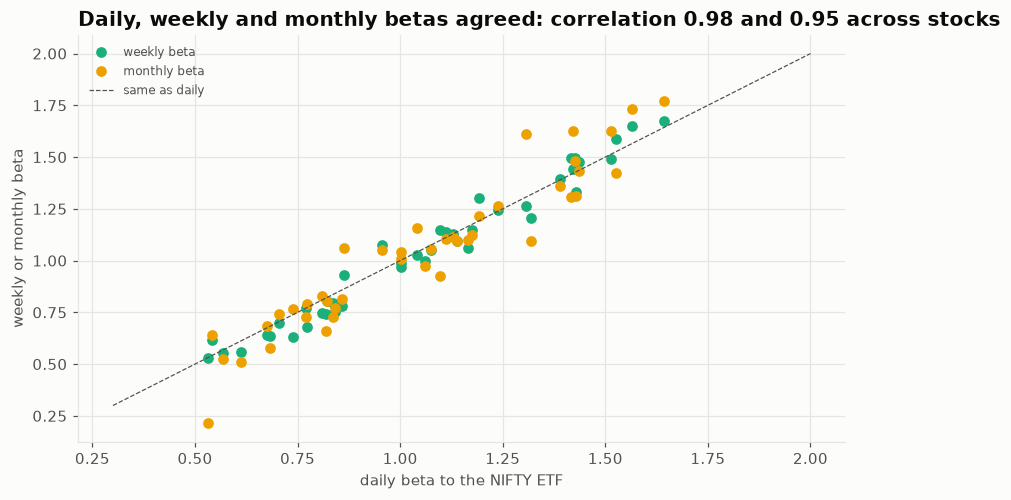 Daily, weekly and monthly betas agreed: correlation 0.98 and 0.95 across stocks
weekly beta
monthly beta
same as daily
weekly or monthly beta
2.00
1.75
1.50
1.25
1.00
0.75
0.50
0.25
0.25 0.50 0.75 1.00 1.25 1.50 1.75 2.00
daily beta to the NIFTY ETF